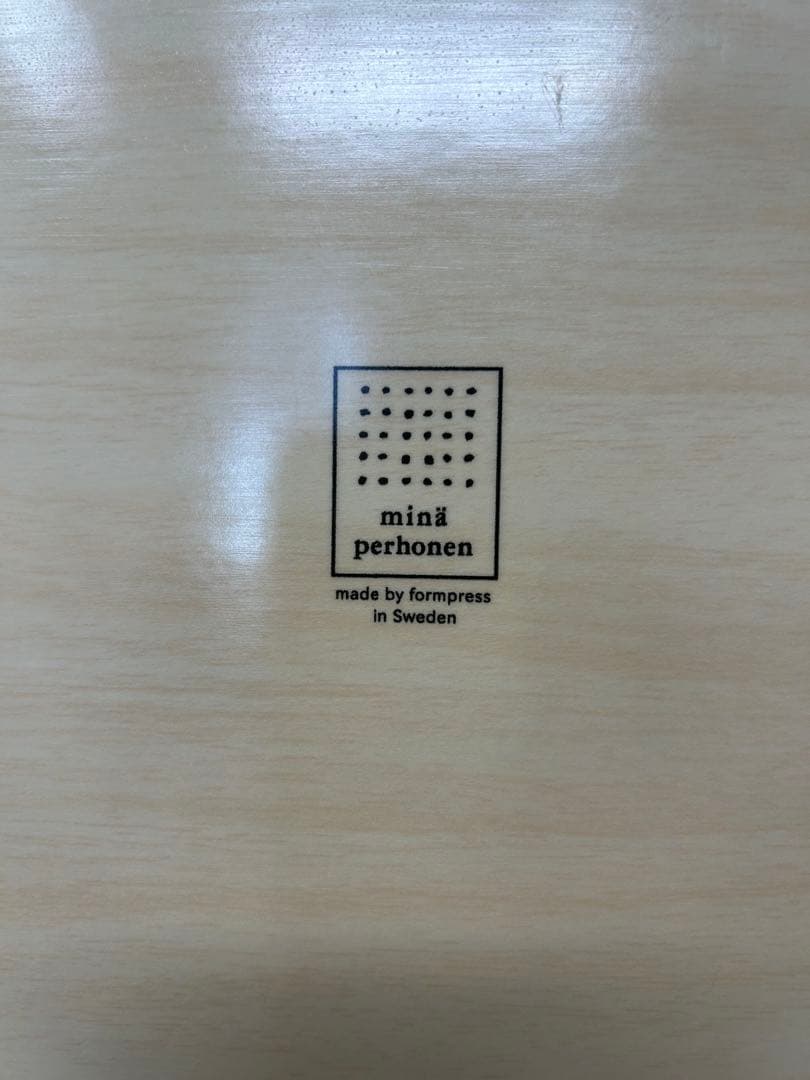 minä
perhonen
made by formpress
in Sweden